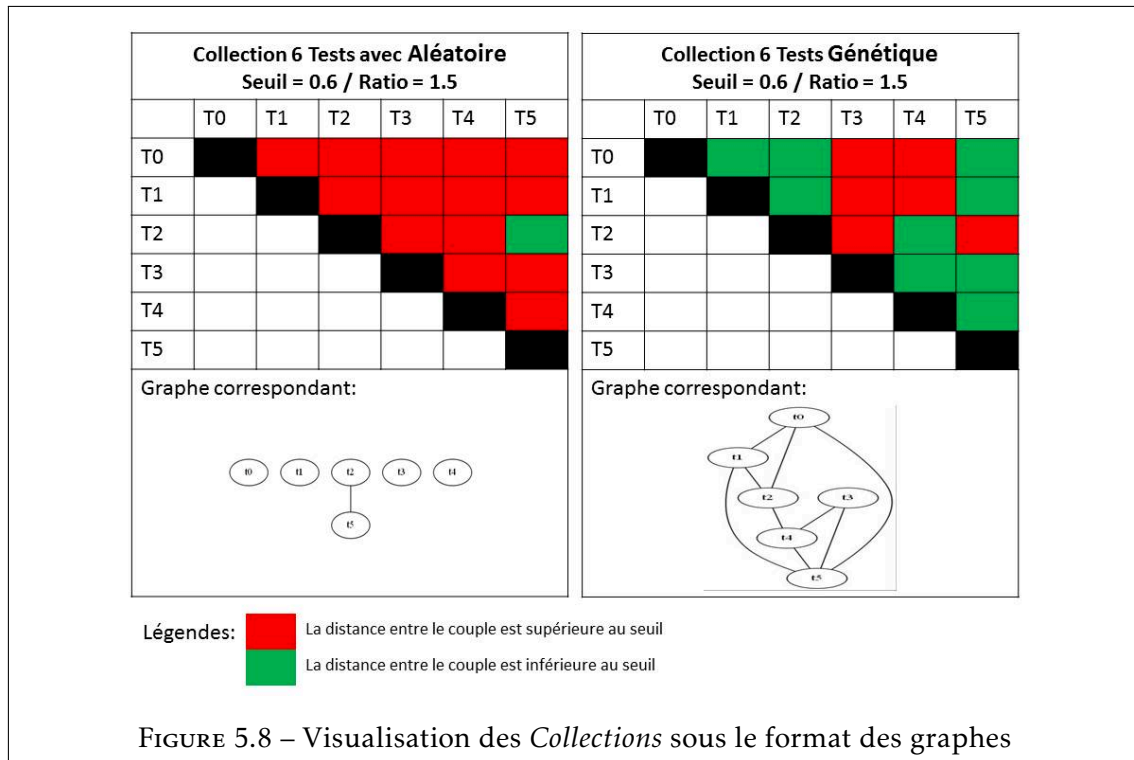 Collection 6 Tests avec Aléatoire
Seuil = 0.6 / Ratio = 1.5
T0 T1 T2 T3 T4 T5
T0
T1
T2
T3
T4
T5
Graphe correspondant:
t0 t1 t2 t3 t4
t5
Collection 6 Tests Génétique
Seuil = 0.6 / Ratio = 1.5
T0 T1 T2 T3 T4 T5
T0
T1
T2
T3
T4
T5
Graphe correspondant:
t0
t1
t2 t3
t4
t5
Légendes:
La distance entre le couple est supérieure au seuil
La distance entre le couple est inférieure au seuil
FIGURE 5.8 – Visualisation des Collections sous le format des graphes